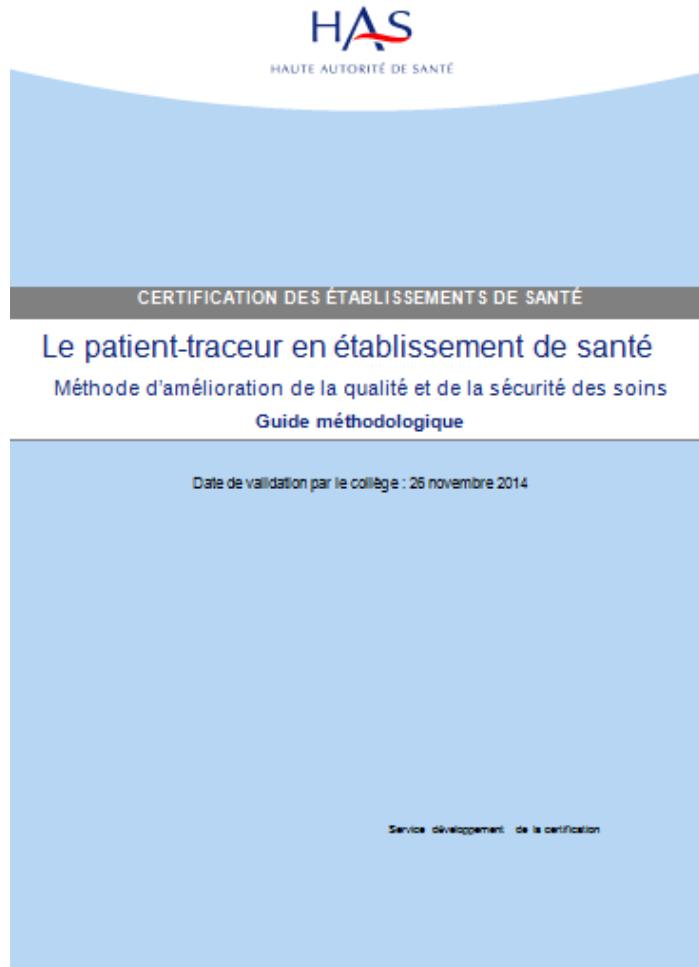 HAS
HAUTE AUTORITÉ DE SANTÉ
CERTIFICATION DES ÉTABLISSEMENTS DE SANTÉ
Le patient-traceur en établissement de santé
Méthode d'amélioration de la qualité et de la sécurité des soins
Guide méthodologique
Date de validation par le collège : 26 novembre 2014
Service développement de la certification